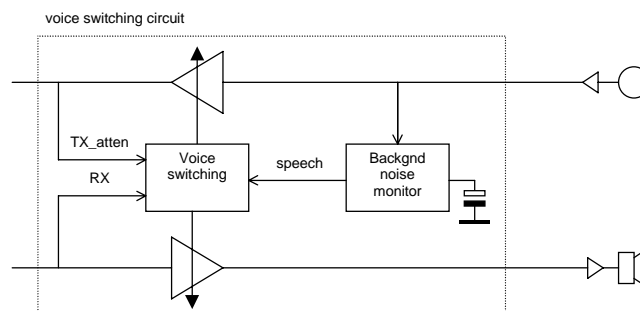 voice switching circuit
TX_atten
RX
Voice
switching
speech
Backgnd
noise
monitor